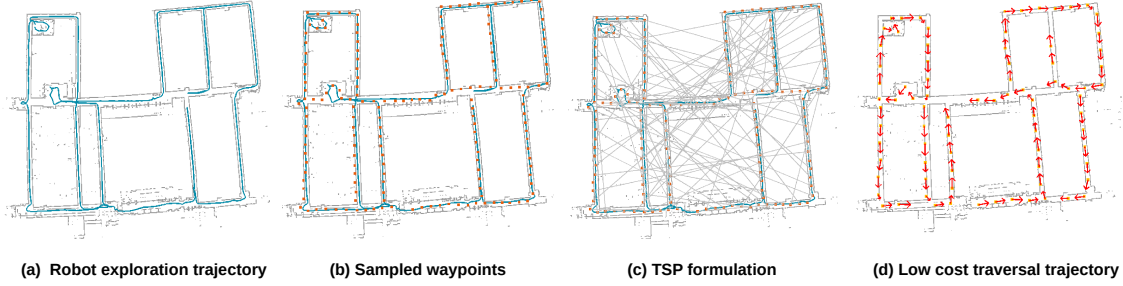 (a) Robot exploration trajectory
(b) Sampled waypoints
(c) TSP formulation
(d) Low cost traversal trajectory